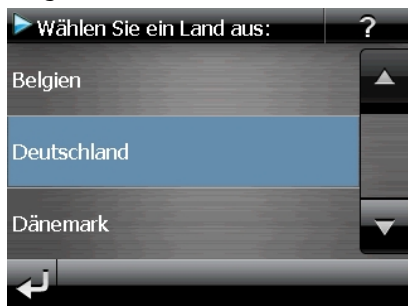 Wählen Sie ein Land aus:
?
Belgien
Deutschland
Dänemark